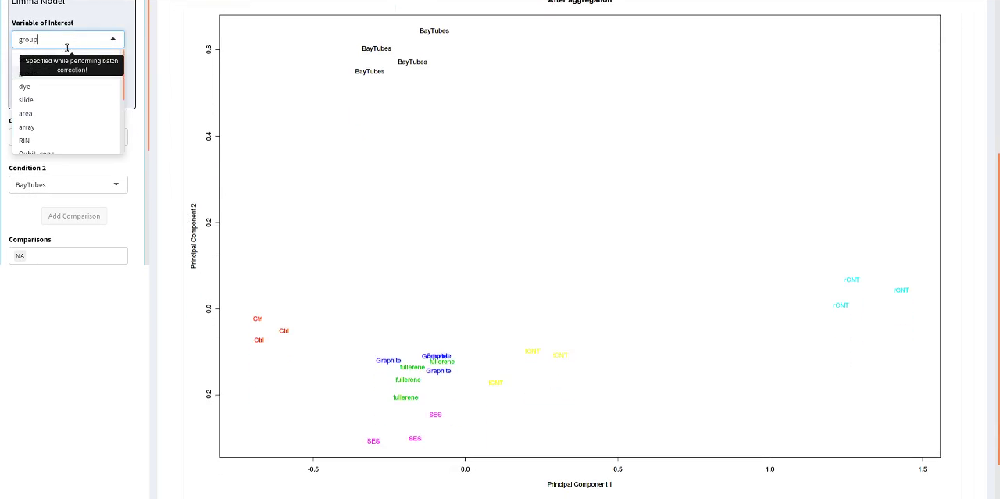 Limma Model
Variable of Interest
group
Specified while performing batch
correction!
dye
slide
area
array
RIN
Condition 2
BayTubes
Add Comparison
Comparisons
NA
After aggregation
Principal Component 2
0.6
0.4
0.2
0.0
-0.2
BayTubes
BayTubes
BayTubes
BayTubes
rCNT
rCNT
rCNT
Ctrl
Ctrl
Ctrl
tCNT
tCNT
tCNT
Graphite
Graphite
Graphite
Graphite
fullerene
fullerene
fullerene
fullerene
SES
SES
SES
-0.5
0.0
0.5
1.0
1.5
Principal Component 1